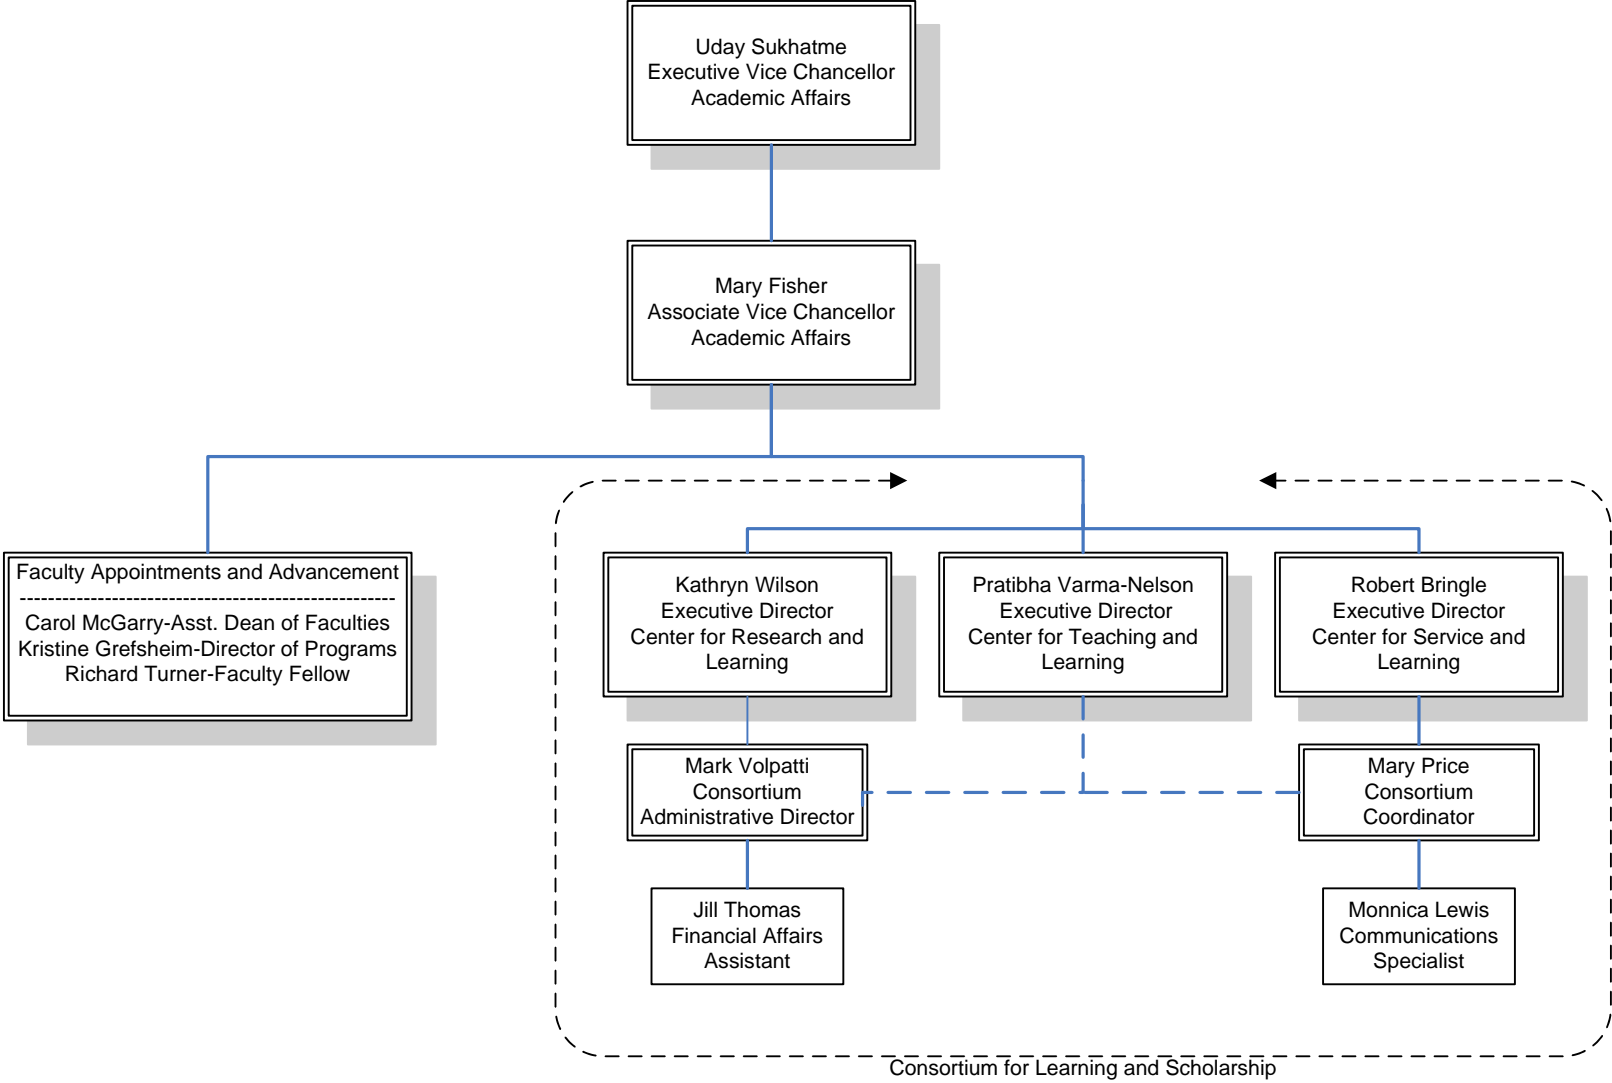 Uday Sukhatme
Executive Vice Chancellor
Academic Affairs
Mary Fisher
Associate Vice Chancellor
Academic Affairs
Faculty Appointments and Advancement
-----------------------------------------------------
Carol McGarry-Asst. Dean of Faculties
Kristine Grefsheim-Director of Programs
Richard Turner-Faculty Fellow
Kathryn Wilson
Executive Director
Center for Research and
Learning
Pratibha Varma-Nelson
Executive Director
Center for Teaching and
Learning
Robert Bringle
Executive Director
Center for Service and
Learning
Mark Volpatti
Consortium
Administrative Director
Mary Price
Consortium
Coordinator
Jill Thomas
Financial Affairs
Assistant
Monnica Lewis
Communications
Specialist
Consortium for Learning and Scholarship